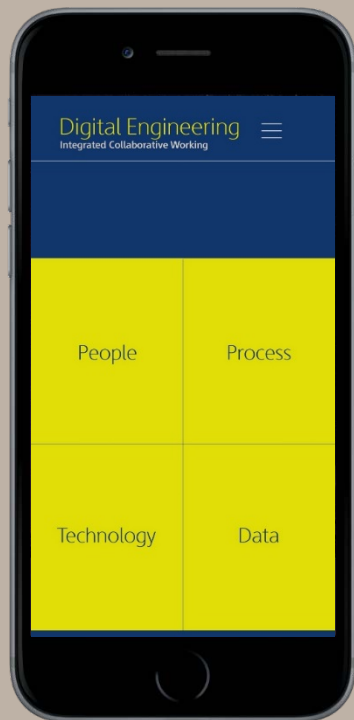 Digital Engineering
Integrated Collaborative Working
People
Process
Technology
Data